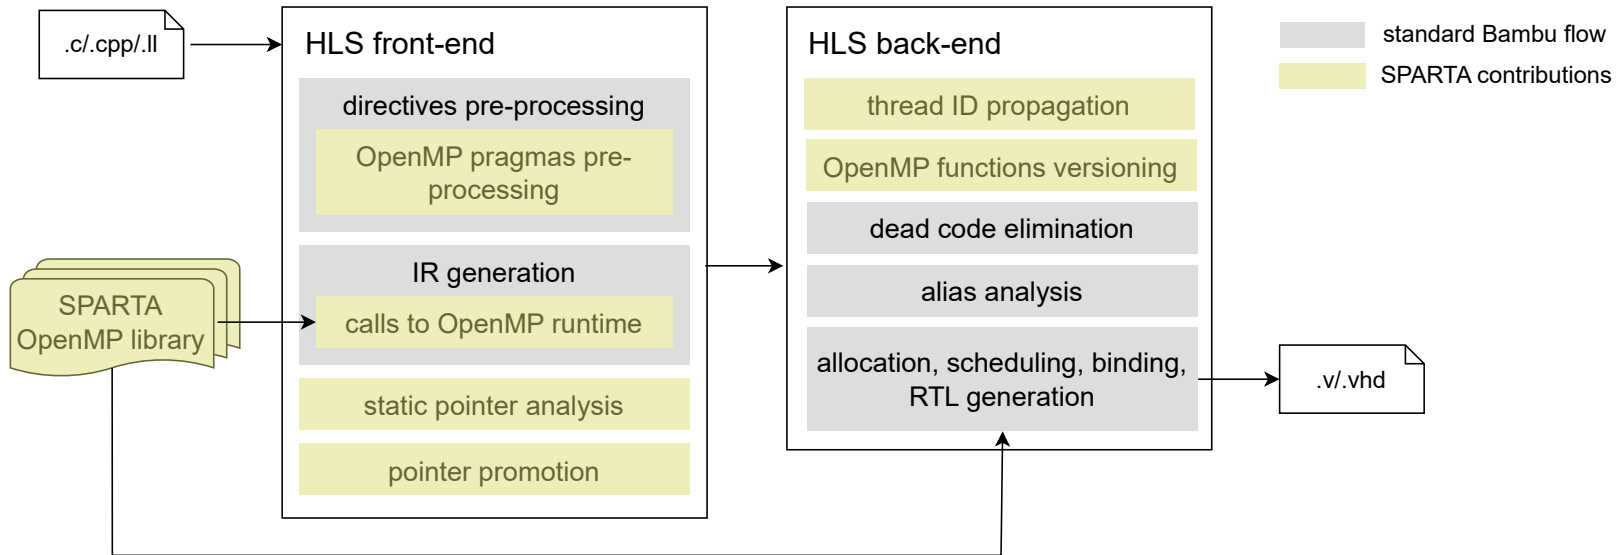 .c/.cpp/.ll
HLS front-end
directives pre-processing
OpenMP pragmas pre-
processing
IR generation
calls to OpenMP runtime
static pointer analysis
pointer promotion
SPARTA
OpenMP library
HLS back-end
thread ID propagation
OpenMP functions versioning
dead code elimination
alias analysis
allocation, scheduling, binding,
RTL generation
.v/.vhd
standard Bambu flow
SPARTA contributions